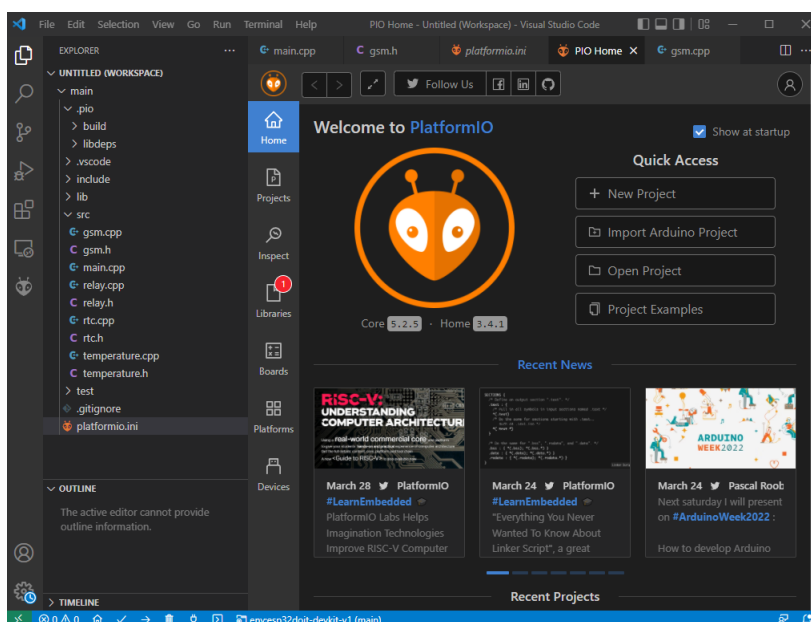 File Edit Selection View Go Run Terminal Help PIO Home - Untitled (Workspace) - Visual Studio Code
EXPLORER
UNTITLED (WORKSPACE)
main
.pio
build
libdeps
.vscode
include
lib
src
gsm.cpp
gsm.h
main.cpp
relay.cpp
relay.h
rtc.cpp
rtc.h
temperature.cpp
temperature.h
test
.gitignore
platformio.ini
OUTLINE
The active editor cannot provide
outline information.
TIMELINE
main.cpp gsm.h platformio.ini PIO Home gsm.cpp
Follow Us
Home
Projects
Inspect
1
Libraries
Boards
Platforms
Devices
Welcome to PlatformIO
Show at startup
Quick Access
New Project
Import Arduino Project
Open Project
Project Examples
Core 5.2.5 · Home 3.4.1
Recent News
RISC-V:
UNDERSTANDING
COMPUTER ARCHITECTURE
March 28 PlatformIO
#LearnEmbedded
PlatformIO Labs Helps
Imagination Technologies
Improve RISC-V Computer
March 24 PlatformIO
#LearnEmbedded
"Everything You Never
Wanted To Know About
Linker Script", a great
ARDUINO
WEEK2022
March 24 Pascal Roob
Next saturday I will present
on #ArduinoWeek2022 :
How to develop Arduino
Recent Projects
0 0 env:esp32doit-devkit-v1 (main)